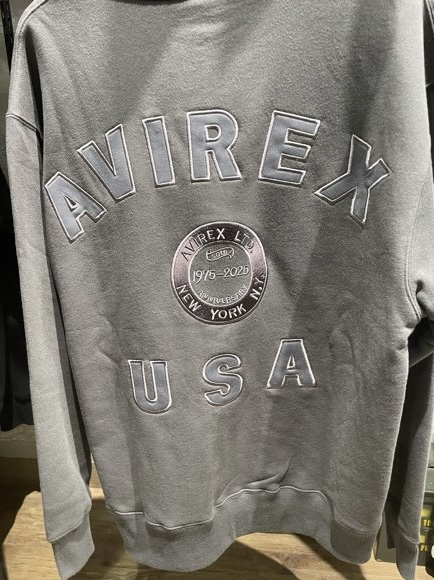 AVIREX
AVIREX LTD.
1975-2025
ANNIVERSARY
NEW YORK N.Y.
USA